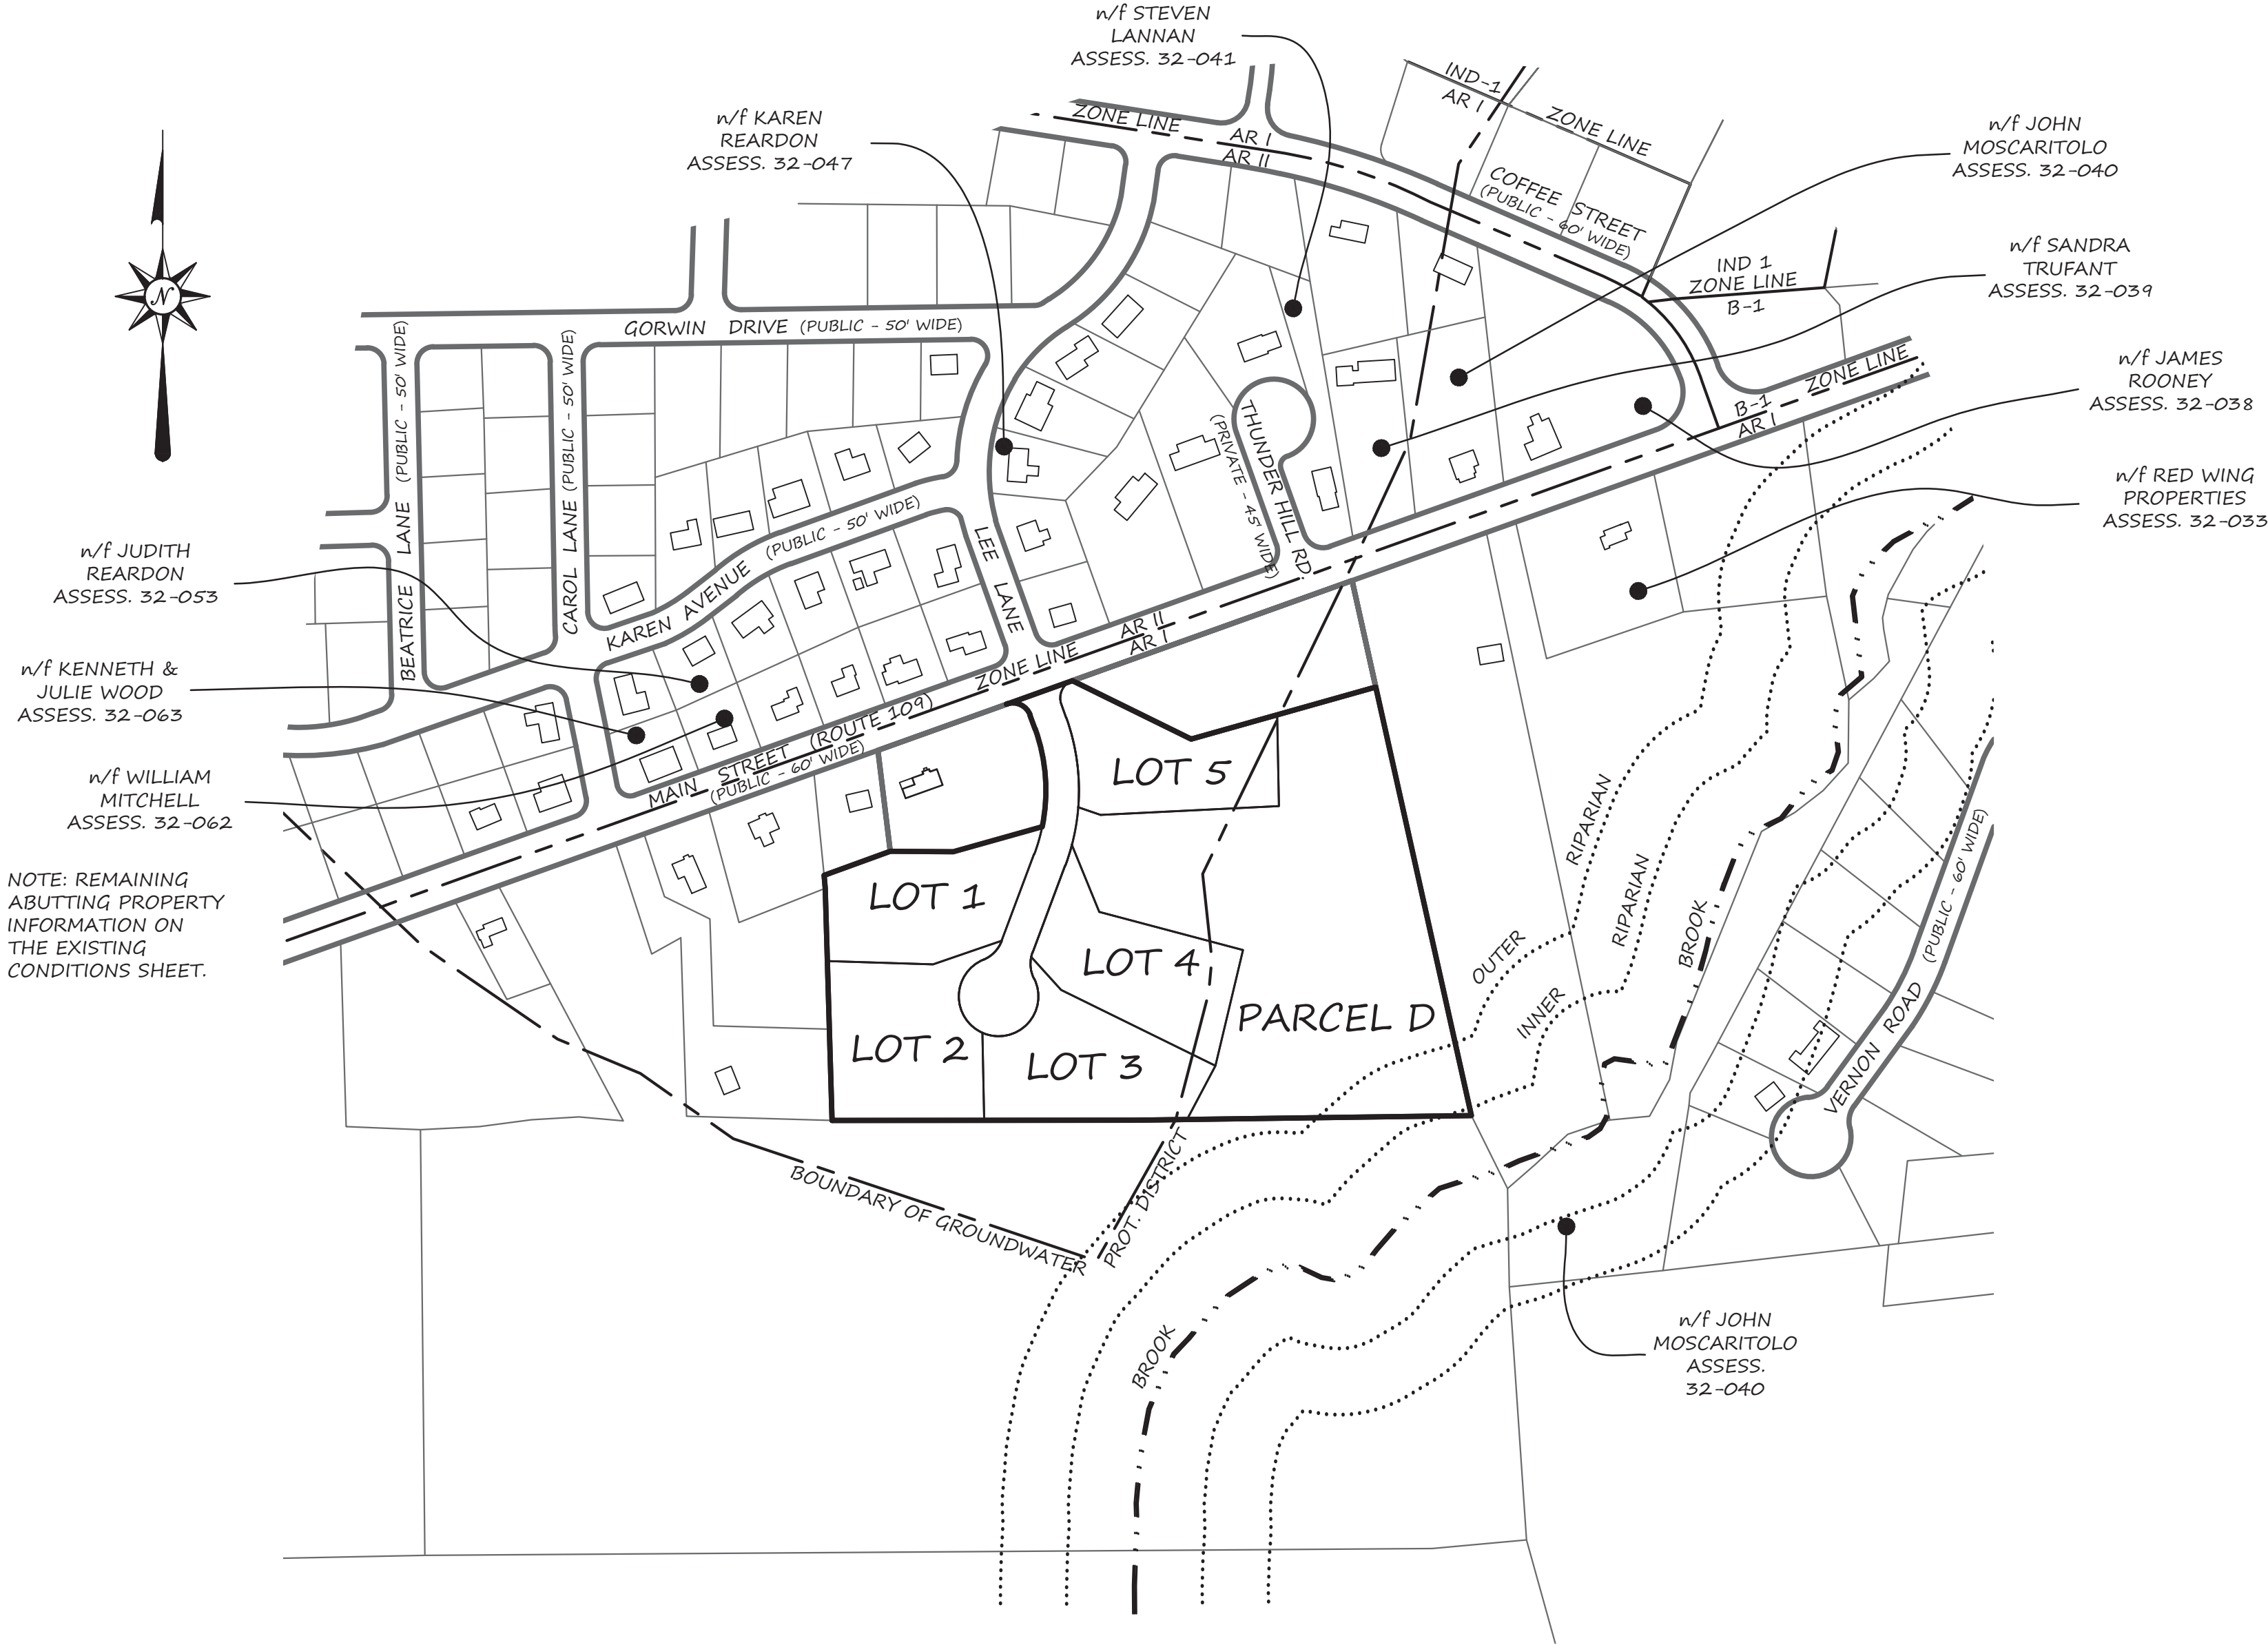 n/f STEVEN
LANNAN
ASSESS. 32-041
n/f KAREN
REARDON
ASSESS. 32-047
n/f JOHN
MOSCARITOLO
ASSESS. 32-040
n/f SANDRA
TRUFANT
ASSESS. 32-039
n/f JAMES
ROONEY
ASSESS. 32-038
n/f RED WING
PROPERTIES
ASSESS. 32-033
n/f JUDITH
REARDON
ASSESS. 32-053
n/f KENNETH &
JULIE WOOD
ASSESS. 32-063
n/f WILLIAM
MITCHELL
ASSESS. 32-062
NOTE: REMAINING
ABUTTING PROPERTY
INFORMATION ON
THE EXISTING
CONDITIONS SHEET.
N
IND-1
AR I
ZONE LINE
ZONE LINE
AR I
AR II
COFFEE STREET
(PUBLIC - 60' WIDE)
IND 1
ZONE LINE
B-1
ZONE LINE
B-1
AR I
GORWIN DRIVE (PUBLIC - 50' WIDE)
BEATRICE LANE (PUBLIC - 50' WIDE)
CAROL LANE (PUBLIC - 50' WIDE)
KAREN AVENUE (PUBLIC - 50' WIDE)
LEE LANE
THUNDER HILL RD.
(PRIVATE - 45' WIDE)
AR II
AR I
ZONE LINE
MAIN STREET (ROUTE 109)
(PUBLIC - 60' WIDE)
LOT 5
LOT 1
LOT 4
LOT 2
LOT 3
PARCEL D
OUTER RIPARIAN
INNER RIPARIAN
BROOK
VERNON ROAD (PUBLIC - 60' WIDE)
BOUNDARY OF GROUNDWATER
PROT. DISTRICT
BROOK
n/f JOHN
MOSCARITOLO
ASSESS.
32-040